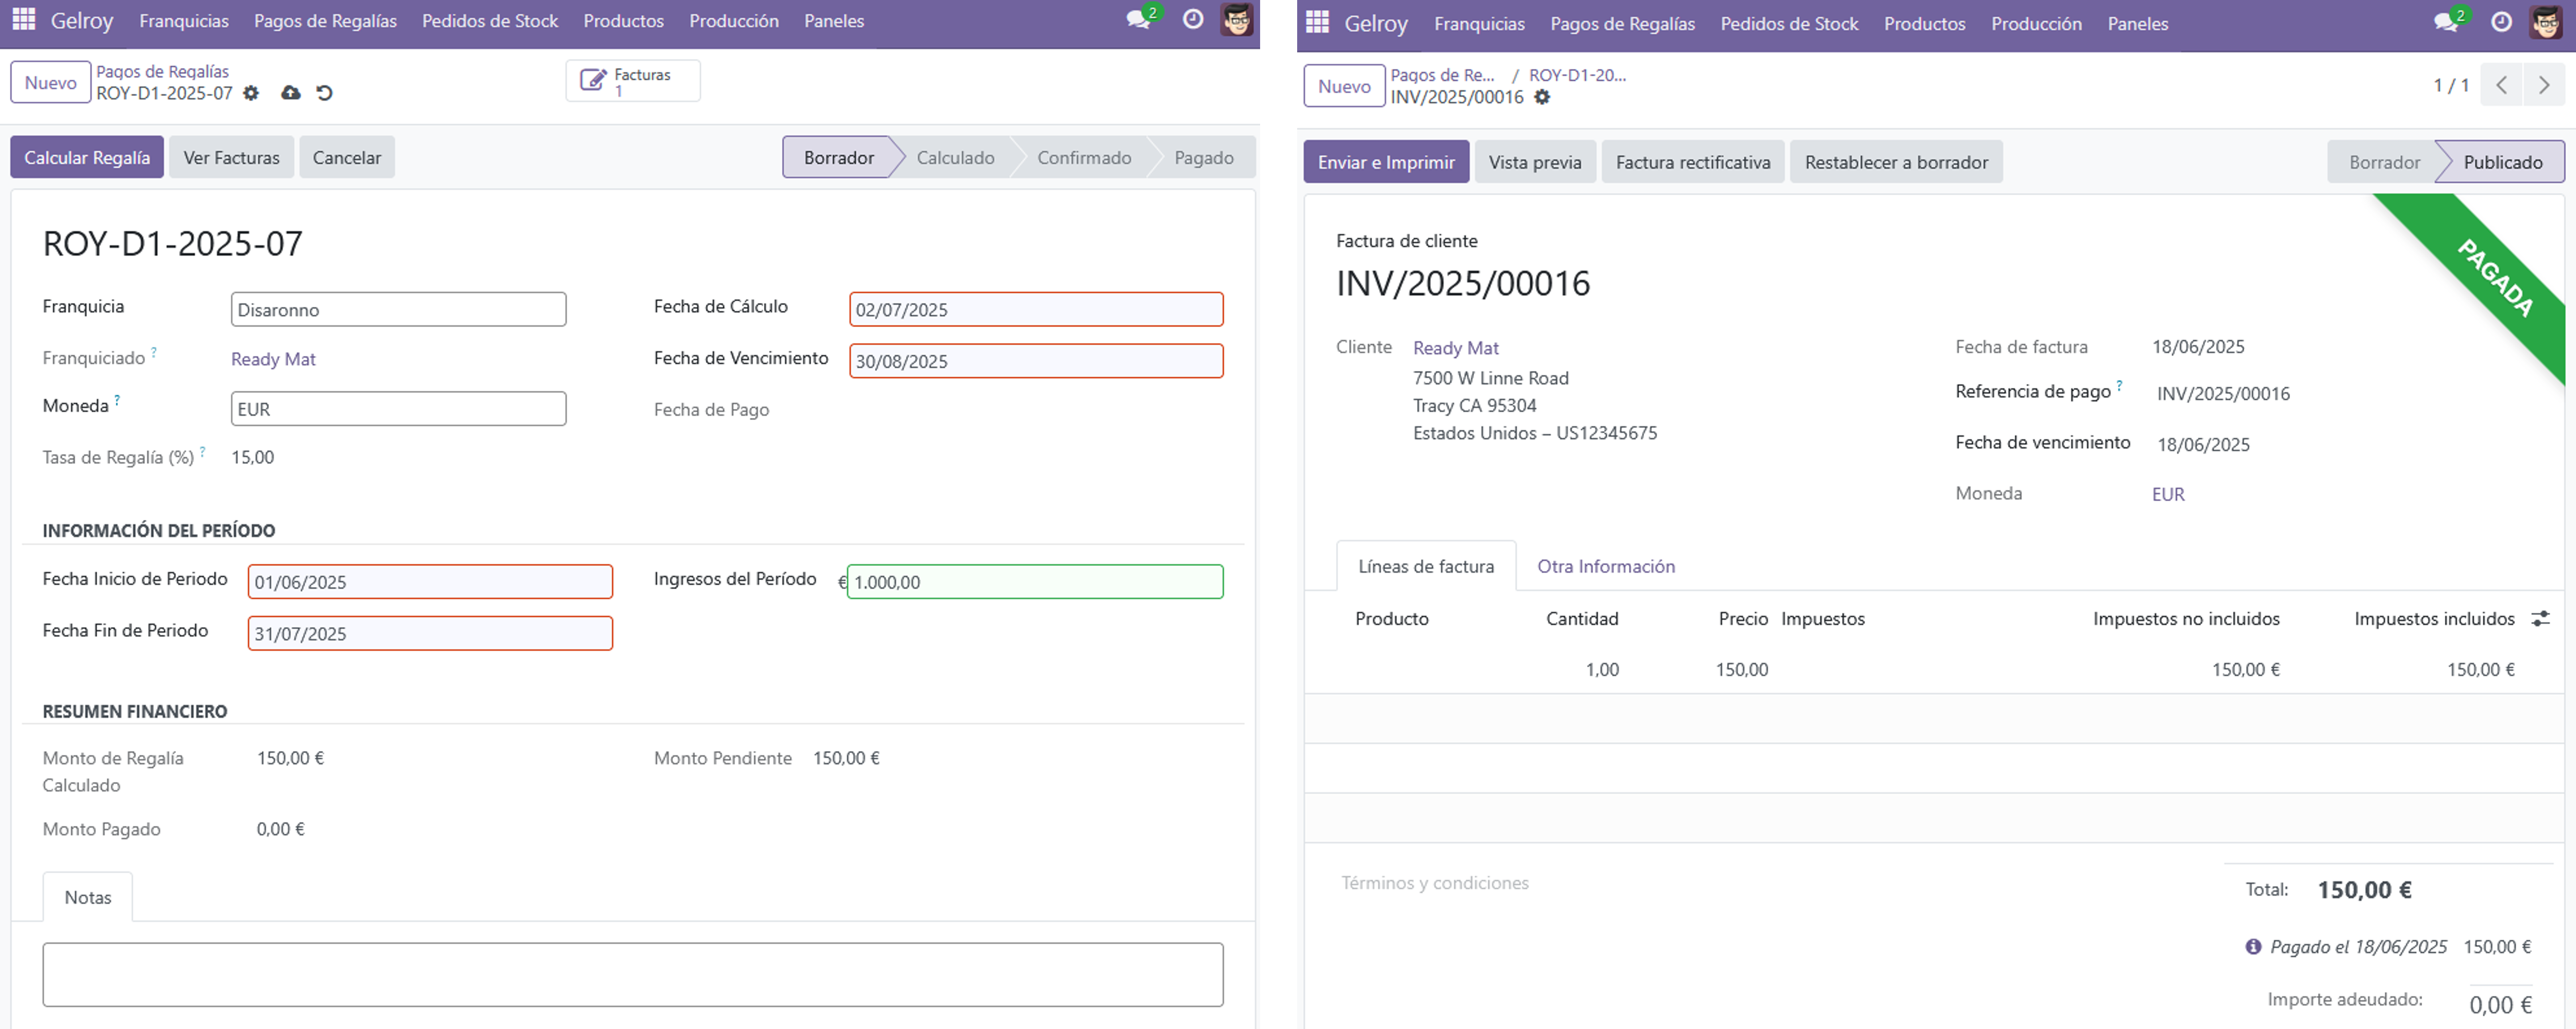 Gelroy Franquicias Pagos de Regalías Pedidos de Stock Productos Producción Paneles 2
Nuevo
Pagos de Regalías
ROY-D1-2025-07
Facturas
1
Calcular Regalía Ver Facturas Cancelar
Borrador Calculado Confirmado Pagado
ROY-D1-2025-07
Franquicia Disaronno
Franquiciado ? Ready Mat
Moneda ? EUR
Tasa de Regalía (%) ? 15,00
Fecha de Cálculo 02/07/2025
Fecha de Vencimiento 30/08/2025
Fecha de Pago
INFORMACIÓN DEL PERÍODO
Fecha Inicio de Periodo 01/06/2025
Fecha Fin de Periodo 31/07/2025
Ingresos del Período € 1.000,00
RESUMEN FINANCIERO
Monto de Regalía
Calculado
150,00 €
Monto Pagado 0,00 €
Monto Pendiente 150,00 €
Notas
Gelroy Franquicias Pagos de Regalías Pedidos de Stock Productos Producción Paneles 2
Nuevo
Pagos de Re... / ROY-D1-20...
INV/2025/00016
1 / 1
Enviar e Imprimir Vista previa Factura rectificativa Restablecer a borrador
Borrador Publicado
PAGADA
Factura de cliente
INV/2025/00016
Cliente Ready Mat
7500 W Linne Road
Tracy CA 95304
Estados Unidos – US12345675
Fecha de factura 18/06/2025
Referencia de pago ? INV/2025/00016
Fecha de vencimiento 18/06/2025
Moneda EUR
Líneas de factura Otra Información
Producto Cantidad Precio Impuestos Impuestos no incluidos Impuestos incluidos
1,00 150,00 150,00 € 150,00 €
Términos y condiciones
Total: 150,00 €
Pagado el 18/06/2025 150,00 €
Importe adeudado: 0,00 €